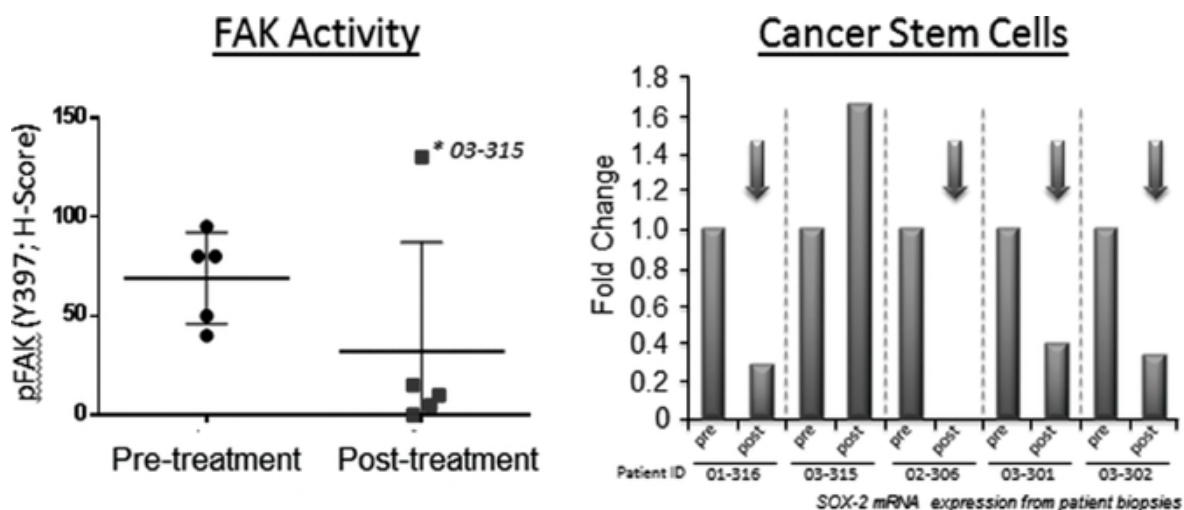 FAK Activity
pFAK (Y397; H-Score)
150
100
50
0
* 03-315
Pre-treatment Post-treatment
Cancer Stem Cells
Fold Change
1.8
1.6
1.4
1.2
1.0
0.8
0.6
0.4
0.2
0
pre post pre post pre post pre post pre post
Patient ID 01-316 03-315 02-306 03-301 03-302
SOX-2 mRNA expression from patient biopsies